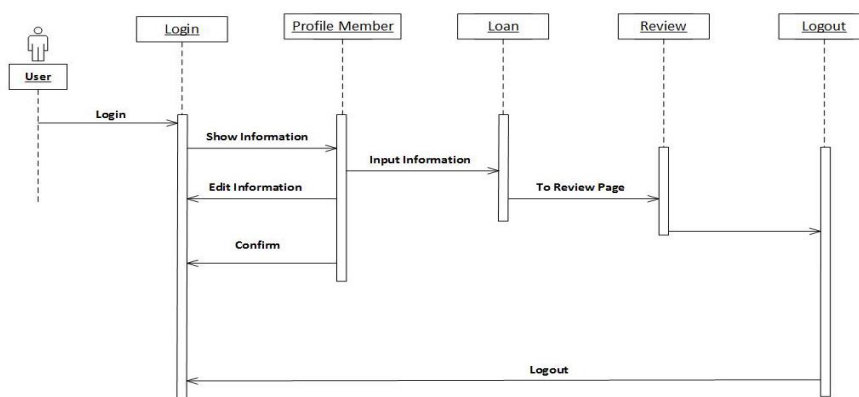 Login
Profile Member
Loan
Review
Logout
User
Login
Show Information
Input Information
Edit Information
To Review Page
Confirm
Logout